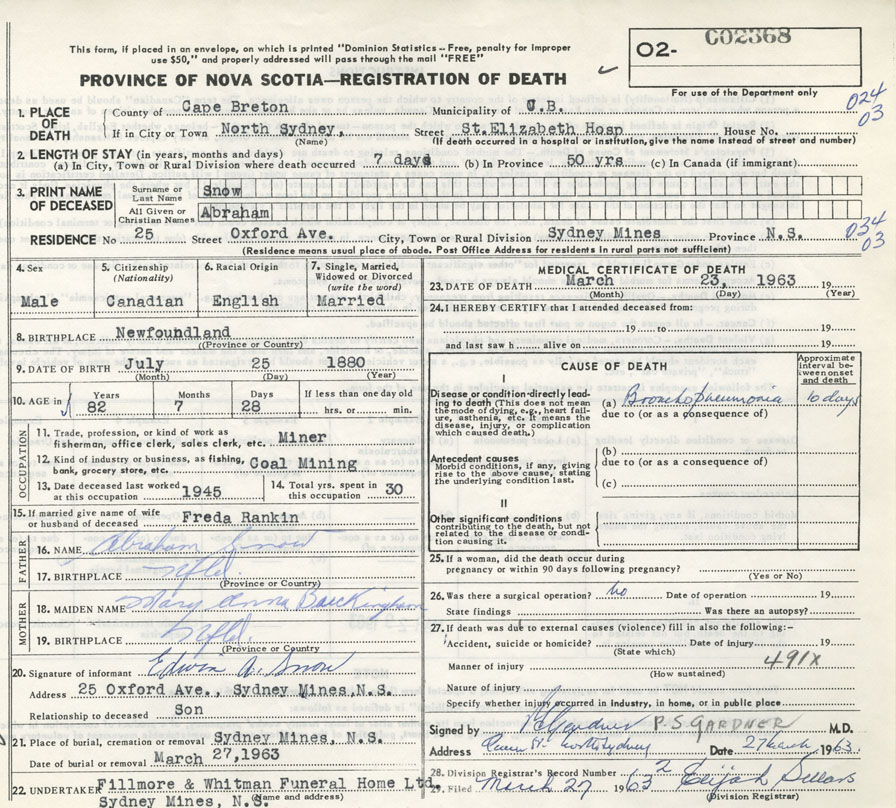 This form, if placed in an envelope, on which is printed "Dominion Statistics -- Free, penalty for improper
use $50," and properly addressed will pass through the mail "FREE"
O2- C02368
For use of the Department only
PROVINCE OF NOVA SCOTIA—REGISTRATION OF DEATH
024
03
1. PLACE OF DEATH
County of Cape Breton Municipality of C.B.
If in City or Town North Sydney, Street St.Elizabeth Hosp House No.
(Name) (If death occurred in a hospital or institution, give the name instead of street and number)
2. LENGTH OF STAY (in years, months and days)
(a) In City, Town or Rural Division where death occurred 7 days (b) In Province 50 yrs (c) In Canada (if immigrant)
3. PRINT NAME OF DECEASED
Surname or Last Name Snow
All Given or Christian Names Abraham
034
03
RESIDENCE No 25 Street Oxford Ave. City, Town or Rural Division Sydney Mines Province N.S.
(Residence means usual place of abode. Post Office Address for residents in rural parts not sufficient)
4. Sex
Male
5. Citizenship
(Nationality)
Canadian
6. Racial Origin
English
7. Single, Married,
Widowed or Divorced
(write the word)
Married
8. BIRTHPLACE Newfoundland
(Province or Country)
9. DATE OF BIRTH July 25 1880
(Month) (Day) (Year)
10. AGE in
Years Months Days If less than one day old
82 7 28 hrs. or min.
OCCUPATION
11. Trade, profession, or kind of work as
fisherman, office clerk, sales clerk, etc. Miner
12. Kind of industry or business, as fishing,
bank, grocery store, etc. Coal Mining
13. Date deceased last worked
at this occupation 1945
14. Total yrs. spent in
this occupation 30
15. If married give name of wife
or husband of deceased Freda Rankin
FATHER
16. NAME Abraham Snow
17. BIRTHPLACE Nfld.
(Province or Country)
MOTHER
18. MAIDEN NAME Mary Anna Buckingham
19. BIRTHPLACE Nfld.
(Province or Country)
20. Signature of informant Edwin A. Snow
Address 25 Oxford Ave., Sydney Mines,N.S.
Relationship to deceased Son
21. Place of burial, cremation or removal Sydney Mines, N.S.
Date of burial or removal March 27,1963
22. UNDERTAKER Fillmore & Whitman Funeral Home Ltd.
Sydney Mines, N.S.
(Name and address)
MEDICAL CERTIFICATE OF DEATH
23. DATE OF DEATH March 23, 1963 19
(Month) (Day) (Year)
24. I HEREBY CERTIFY that I attended deceased from
19 to 19
and last saw h alive on 19
CAUSE OF DEATH
Approximate
interval be-
tween onset
and death
Disease or condition directly lead-
ing to death (This does not mean
the mode of dying, e.g., heart fail-
ure, asthenia, etc. It means the
disease, injury, or complication
which caused death.)
(a) Bronchopneumonia 10 days
due to (or as a consequence of)
Antecedent causes
Morbid conditions, if any, giving
rise to the above cause, stating
the underlying condition last.
(b)
due to (or as a consequence of)
(c)
II
Other significant conditions
contributing to the death, but not
related to the disease or condi-
tion causing it.
25. If a woman, did the death occur during
pregnancy or within 90 days following pregnancy?
(Yes or No)
26. Was there a surgical operation? No Date of operation 19
State findings Was there an autopsy?
27. If death was due to external causes (violence) fill in also the following:—
Accident, suicide or homicide? Date of injury 19
(State which)
Manner of injury 491X
(How sustained)
Nature of injury
Specify whether injury occurred in industry, in home, or in public place
Signed by P.S. Gardner P.S. GARDNER M.D.
Address Queen St. North Sydney Date 27 March 1963.
28. Division Registrar's Record Number 2
29. Filed March 27 1963 Elijah Sellars
(Division Registrar)